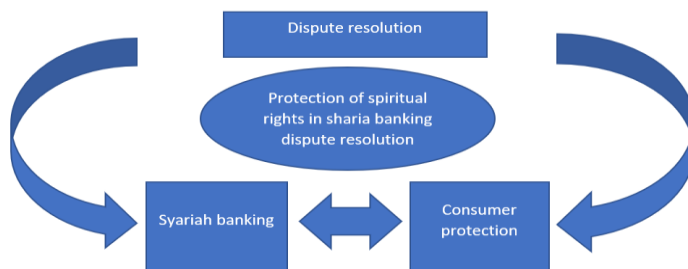 Dispute resolution
Protection of spiritual
rights in sharia banking
dispute resolution
Syariah banking
Consumer
protection